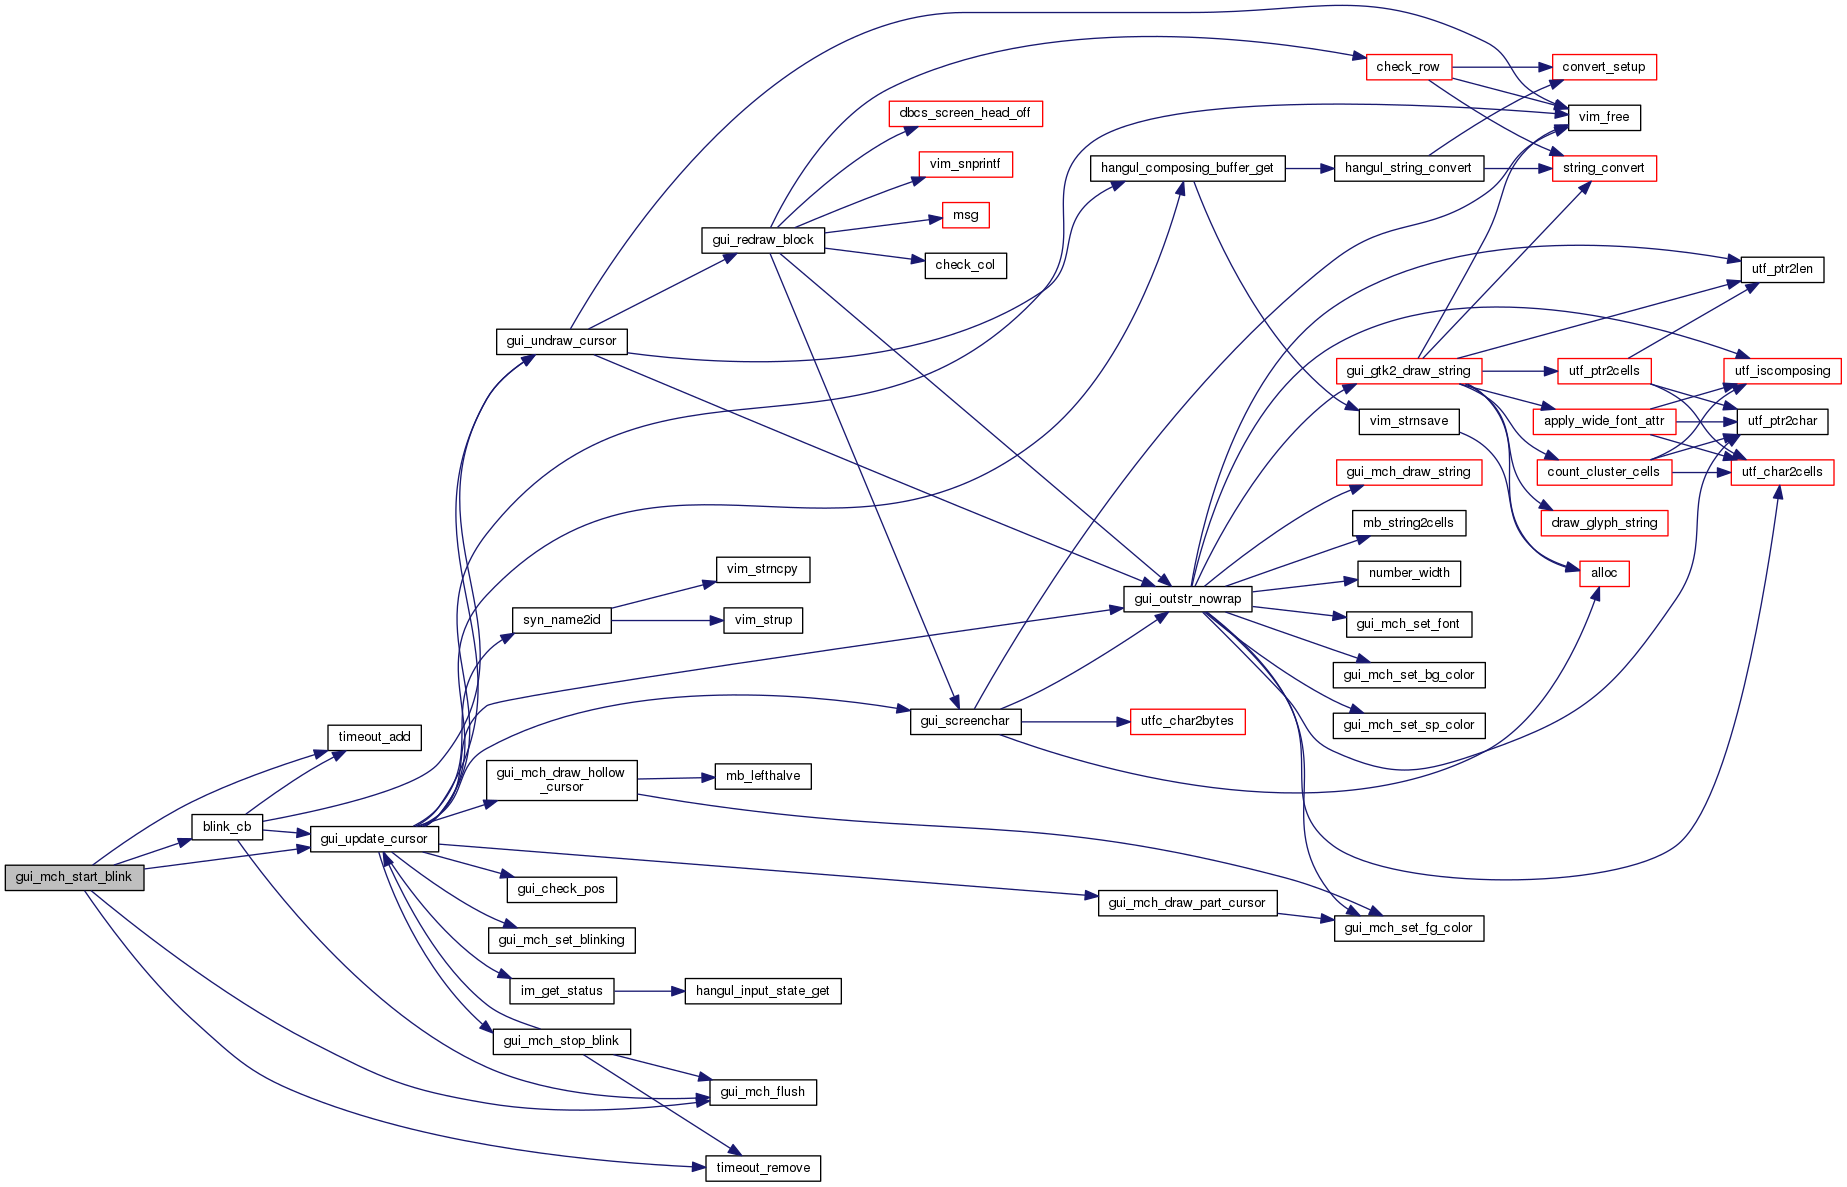 check_row
convert_setup
dbcs_screen_head_off
vim_free
vim_snprintf
hangul_composing_buffer_get
hangul_string_convert
string_convert
msg
gui_redraw_block
check_col
utf_ptr2len
gui_undraw_cursor
gui_gtk2_draw_string
utf_ptr2cells
utf_iscomposing
vim_strnsave
apply_wide_font_attr
utf_ptr2char
gui_mch_draw_string
count_cluster_cells
utf_char2cells
mb_string2cells
draw_glyph_string
vim_strncpy
number_width
alloc
syn_name2id
vim_strup
gui_outstr_nowrap
gui_mch_set_font
gui_mch_set_bg_color
gui_screenchar
utfc_char2bytes
gui_mch_set_sp_color
timeout_add
gui_mch_draw_hollow
_cursor
mb_lefthalve
blink_cb
gui_update_cursor
gui_mch_start_blink
gui_check_pos
gui_mch_draw_part_cursor
gui_mch_set_fg_color
gui_mch_set_blinking
im_get_status
hangul_input_state_get
gui_mch_stop_blink
gui_mch_flush
timeout_remove